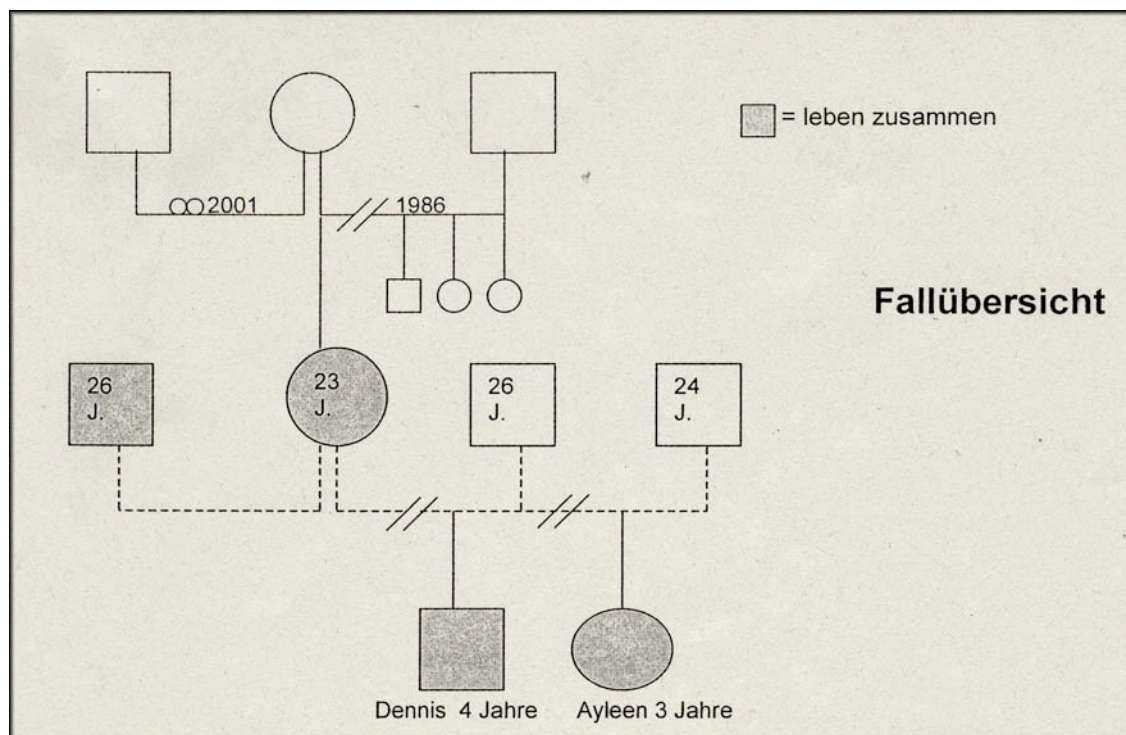 = leben zusammen
2001
1986
Fallübersicht
26
J.
23
J.
26
J.
24
J.
Dennis 4 Jahre
Ayleen 3 Jahre